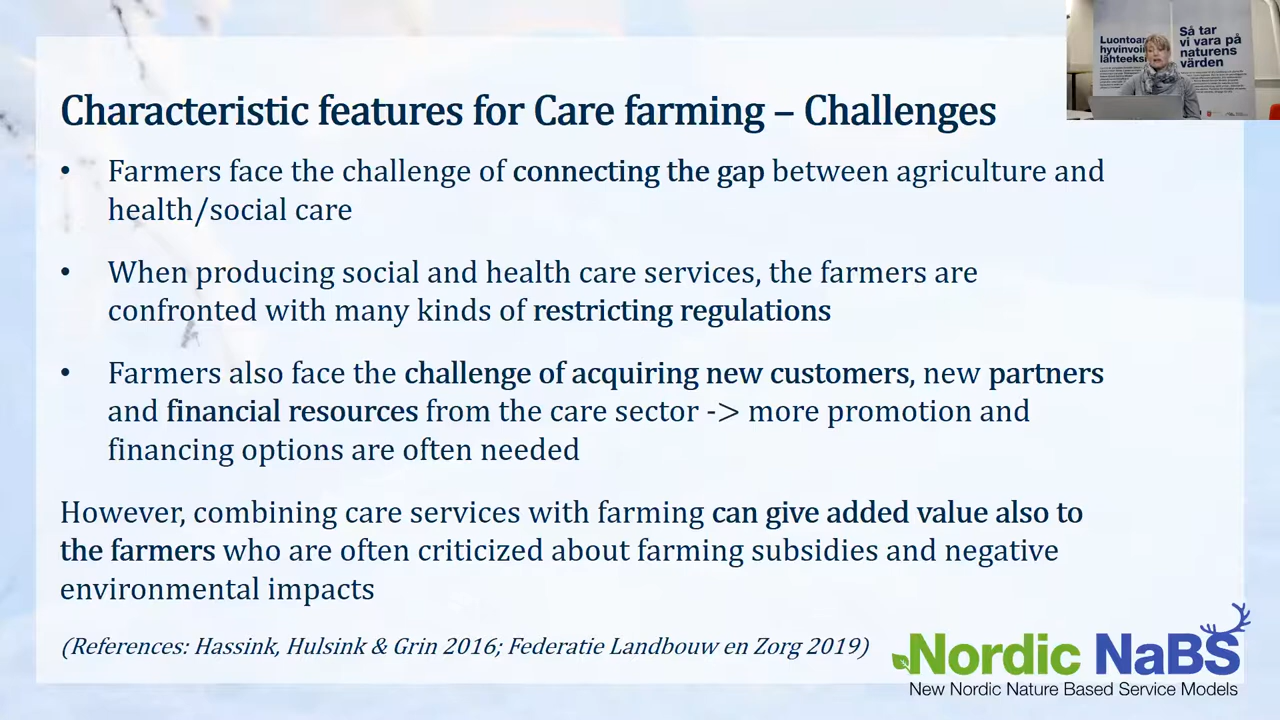 Characteristic features for Care farming – Challenges
• Farmers face the challenge of connecting the gap between agriculture and
health/social care
• When producing social and health care services, the farmers are
confronted with many kinds of restricting regulations
• Farmers also face the challenge of acquiring new customers, new partners
and financial resources from the care sector -> more promotion and
financing options are often needed
However, combining care services with farming can give added value also to
the farmers who are often criticized about farming subsidies and negative
environmental impacts
(References: Hassink, Hulsink & Grin 2016; Federatie Landbouw en Zorg 2019)
Nordic NaBS
New Nordic Nature Based Service Models
Så tar
vi vara på
naturens
värden